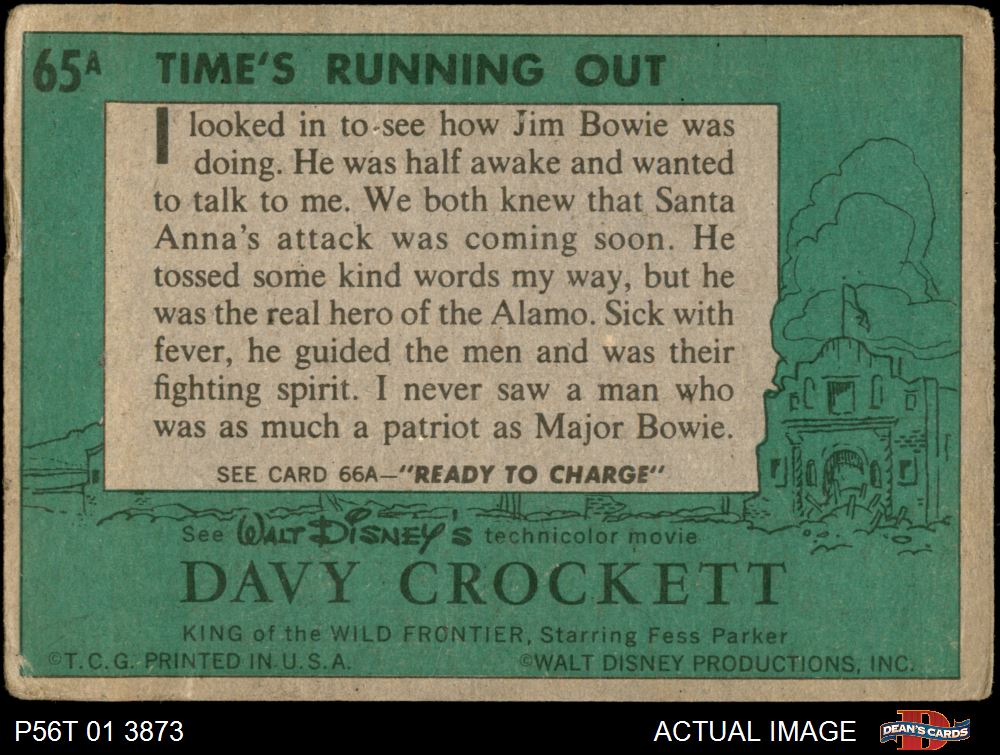 65A TIME'S RUNNING OUT
I looked in to see how Jim Bowie was
doing. He was half awake and wanted
to talk to me. We both knew that Santa
Anna's attack was coming soon. He
tossed some kind words my way, but he
was the real hero of the Alamo. Sick with
fever, he guided the men and was their
fighting spirit. I never saw a man who
was as much a patriot as Major Bowie.
SEE CARD 66A—"READY TO CHARGE"
See WALT DISNEY'S technicolor movie
DAVY CROCKETT
KING of the WILD FRONTIER, Starring Fess Parker
©T.C.G. PRINTED IN U.S.A. ©WALT DISNEY PRODUCTIONS, INC.
P56T 01 3873 ACTUAL IMAGE D DEAN'S CARDS